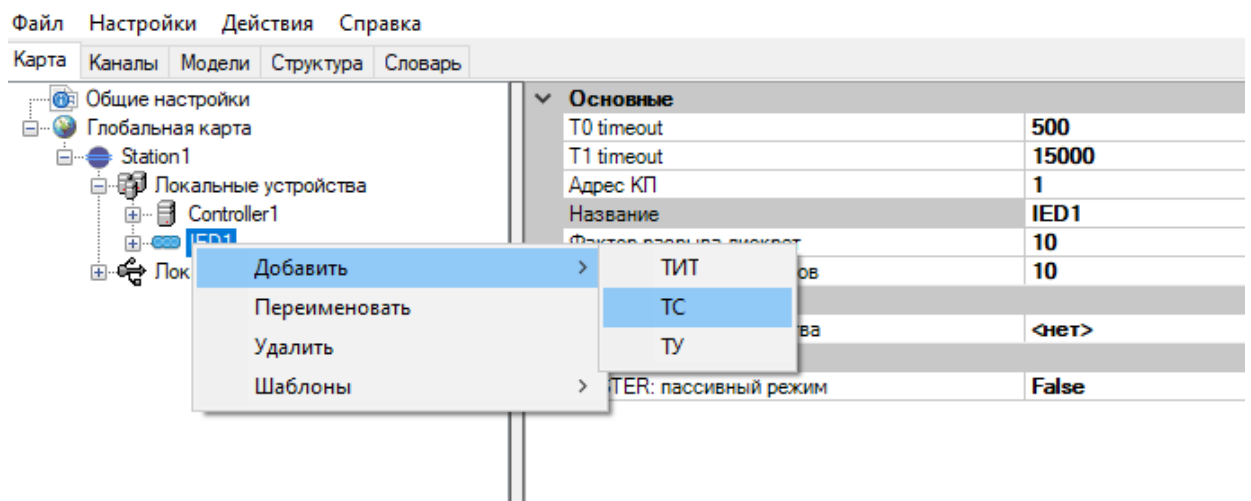 Файл Настройки Действия Справка
Карта Каналы Модели Структура Словарь
Общие настройки
Глобальная карта
Station1
Локальные устройства
Controller1
IED1
Лок
Добавить
Переименовать
Удалить
Шаблоны
ТИТ
ТС
ТУ
Основные
T0 timeout 500
T1 timeout 15000
Адрес КП 1
Название IED1
10
ов 10
ва <нет>
TER: пассивный режим False